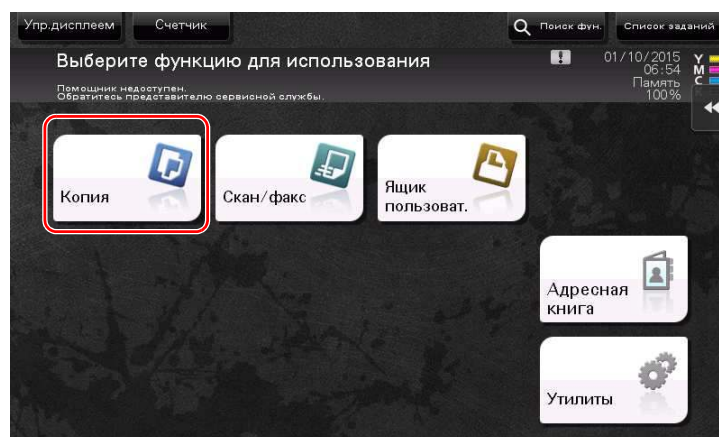 Упр.дисплеем Счетчик Поиск фун. Список заданий
Выберите функцию для использования
Помощник недоступен.
Обратитесь представителю сервисной службы.
01/10/2015
06:54
Память
100%
Y
M
C
Копия
Скан/факс
Ящик
пользоват.
Адресная
книга
Утилиты